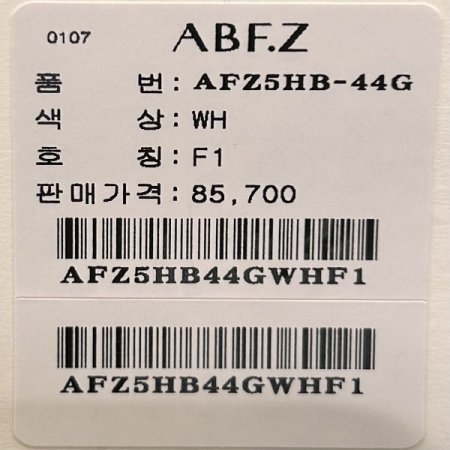 0107 ABF.Z
품 번: AFZ5HB-44G
색 상: WH
호 칭: F1
판매가격: 85,700
AFZ5HB44GWHF1
AFZ5HB44GWHF1